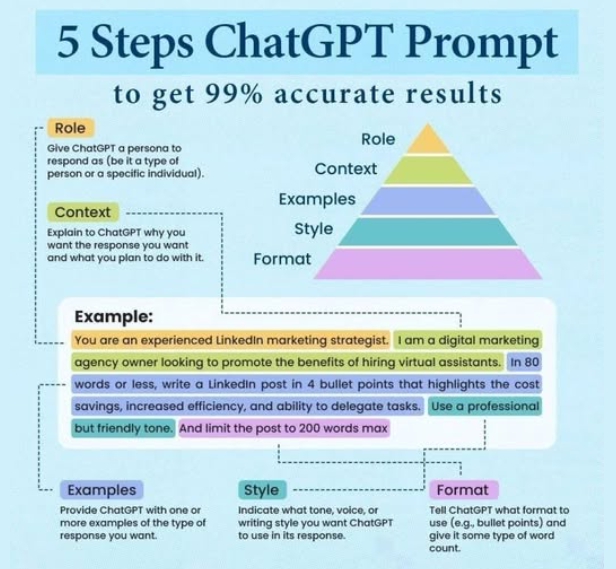 5 Steps ChatGPT Prompt
to get 99% accurate results
Role
Give ChatGPT a persona to
respond as (be it a type of
person or a specific individual).
Context
Explain to ChatGPT why you
want the response you want
and what you plan to do with it.
Role
Context
Examples
Style
Format
Example:
You are an experienced LinkedIn marketing strategist. I am a digital marketing
agency owner looking to promote the benefits of hiring virtual assistants. In 80
words or less, write a LinkedIn post in 4 bullet points that highlights the cost
savings, increased efficiency, and ability to delegate tasks. Use a professional
but friendly tone. And limit the post to 200 words max
Examples
Provide ChatGPT with one or
more examples of the type of
response you want.
Style
Indicate what tone, voice, or
writing style you want ChatGPT
to use in its response.
Format
Tell ChatGPT what format to
use (e.g., bullet points) and
give it some type of word
count.